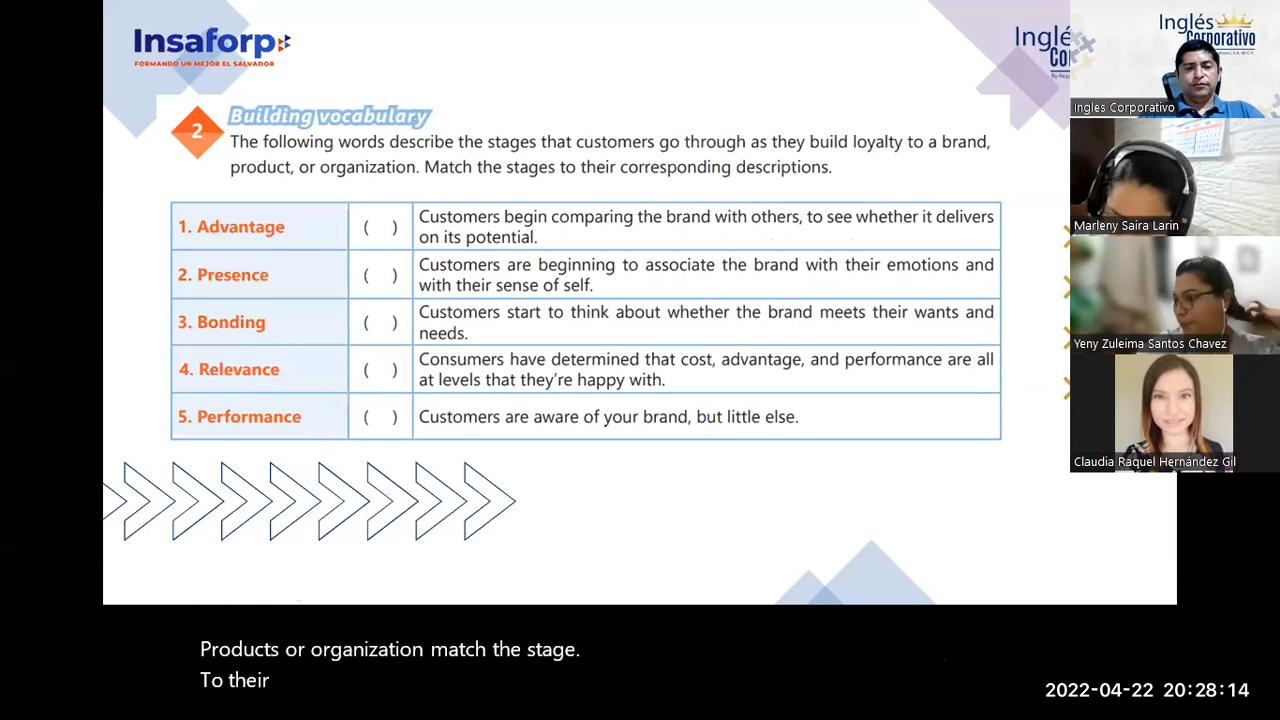 Insaforp
FORMANDO UN MEJOR EL SALVADOR
Inglés
Corporativo
Ingles Corporativo
2
Building vocabulary
The following words describe the stages that customers go through as they build loyalty to a brand,
product, or organization. Match the stages to their corresponding descriptions.
1. Advantage ( ) Customers begin comparing the brand with others, to see whether it delivers
on its potential.
2. Presence ( ) Customers are beginning to associate the brand with their emotions and
with their sense of self.
3. Bonding ( ) Customers start to think about whether the brand meets their wants and
needs.
4. Relevance ( ) Consumers have determined that cost, advantage, and performance are all
at levels that they're happy with.
5. Performance ( ) Customers are aware of your brand, but little else.
Marleny Saira Larin
Yeny Zuleima Santos Chavez
Claudia Raquel Hernández Gil
Products or organization match the stage.
To their
2022-04-22 20:28:14